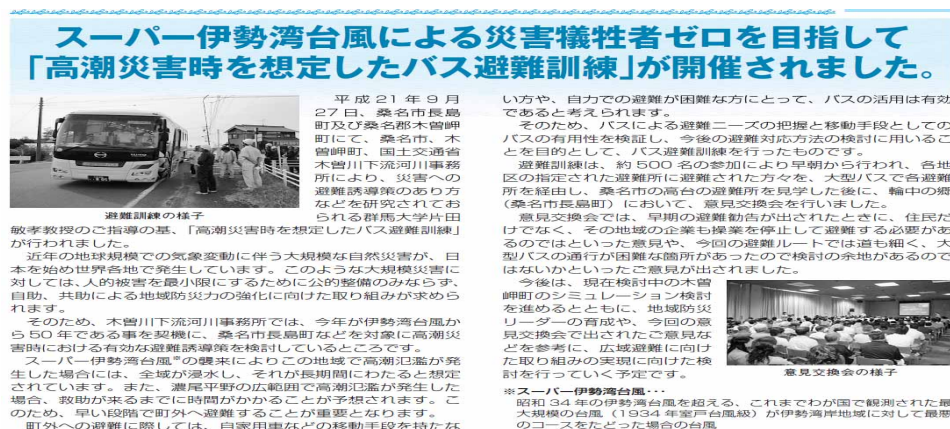 スーパー伊勢湾台風による災害犠牲者ゼロを目指して
「高潮災害時を想定したバス避難訓練」が開催されました。
平成21年9月
27日、桑名市長島
町及び桑名郡木曽岬
町にて、桑名市、木
曽岬町、国土交通省
木曽川下流河川事務
所により、災害への
避難誘導策のあり方
などを研究されてお
られる群馬大学片田
避難訓練の様子
敏孝教授のご指導の基、「高潮災害時を想定したバス避難訓練」
が行われました。
近年の地球規模での気象変動に伴う大規模な自然災害が、日
本を始め世界各地で発生しています。このような大規模災害に
対しては、人的被害を最小限にするために公的整備のみならず、
自助、共助による地域防災力の強化に向けた取り組みが求めら
れます。
そのため、木曽川下流河川事務所では、今年が伊勢湾台風か
ら50年である事を契機に、桑名市長島町などを対象に高潮災
害時における有効な避難誘導策を検討しているところです。
スーパー伊勢湾台風※の襲来によりこの地域で高潮氾濫が発
生した場合には、全域が浸水し、それが長期間にわたると想定
されています。また、濃尾平野の広範囲で高潮氾濫が発生した
場合、救助が来るまでに時間がかかることが予想されます。こ
のため、早い段階で町外へ避難することが重要となります。
町外への避難に際しては、自家用車などの移動手段を持たな
い方や、自力での避難が困難な方にとって、バスの活用は有効
であると考えられます。
そのため、バスによる避難ニーズの把握と移動手段としての
バスの有用性を検証し、今後の避難対応方法の検討に用いるこ
とを目的として、バス避難訓練を行ったものです。
避難訓練は、約500名の参加により早朝から行われ、各地
区の指定された避難所に避難された方々を、大型バスで各避難
所を経由し、桑名市の高台の避難所を見学した後に、輪中の郷
（桑名市長島町）において、意見交換会を行いました。
意見交換会では、早期の避難勧告が出されたときに、住民だ
けでなく、その地域の企業も操業を停止して避難する必要があ
るのではといった意見や、今回の避難ルートでは道も細く、大
型バスの通行が困難な箇所があったので検討の余地があるので
はないかといったご意見が出されました。
今後は、現在検討中の木曽
岬町のシミュレーション検討
を進めるとともに、地域防災
リーダーの育成や、今回の意
見交換会で出されたご意見な
どを参考に、広域避難に向け
た取り組みの実現に向けた検
討を行っていく予定です。
意見交換会の様子
※スーパー伊勢湾台風・・・
昭和34年の伊勢湾台風を超える、これまでわが国で観測された最
大規模の台風（1934年室戸台風級）が伊勢湾岸地域に対して最悪
のコースをたどった場合の台風